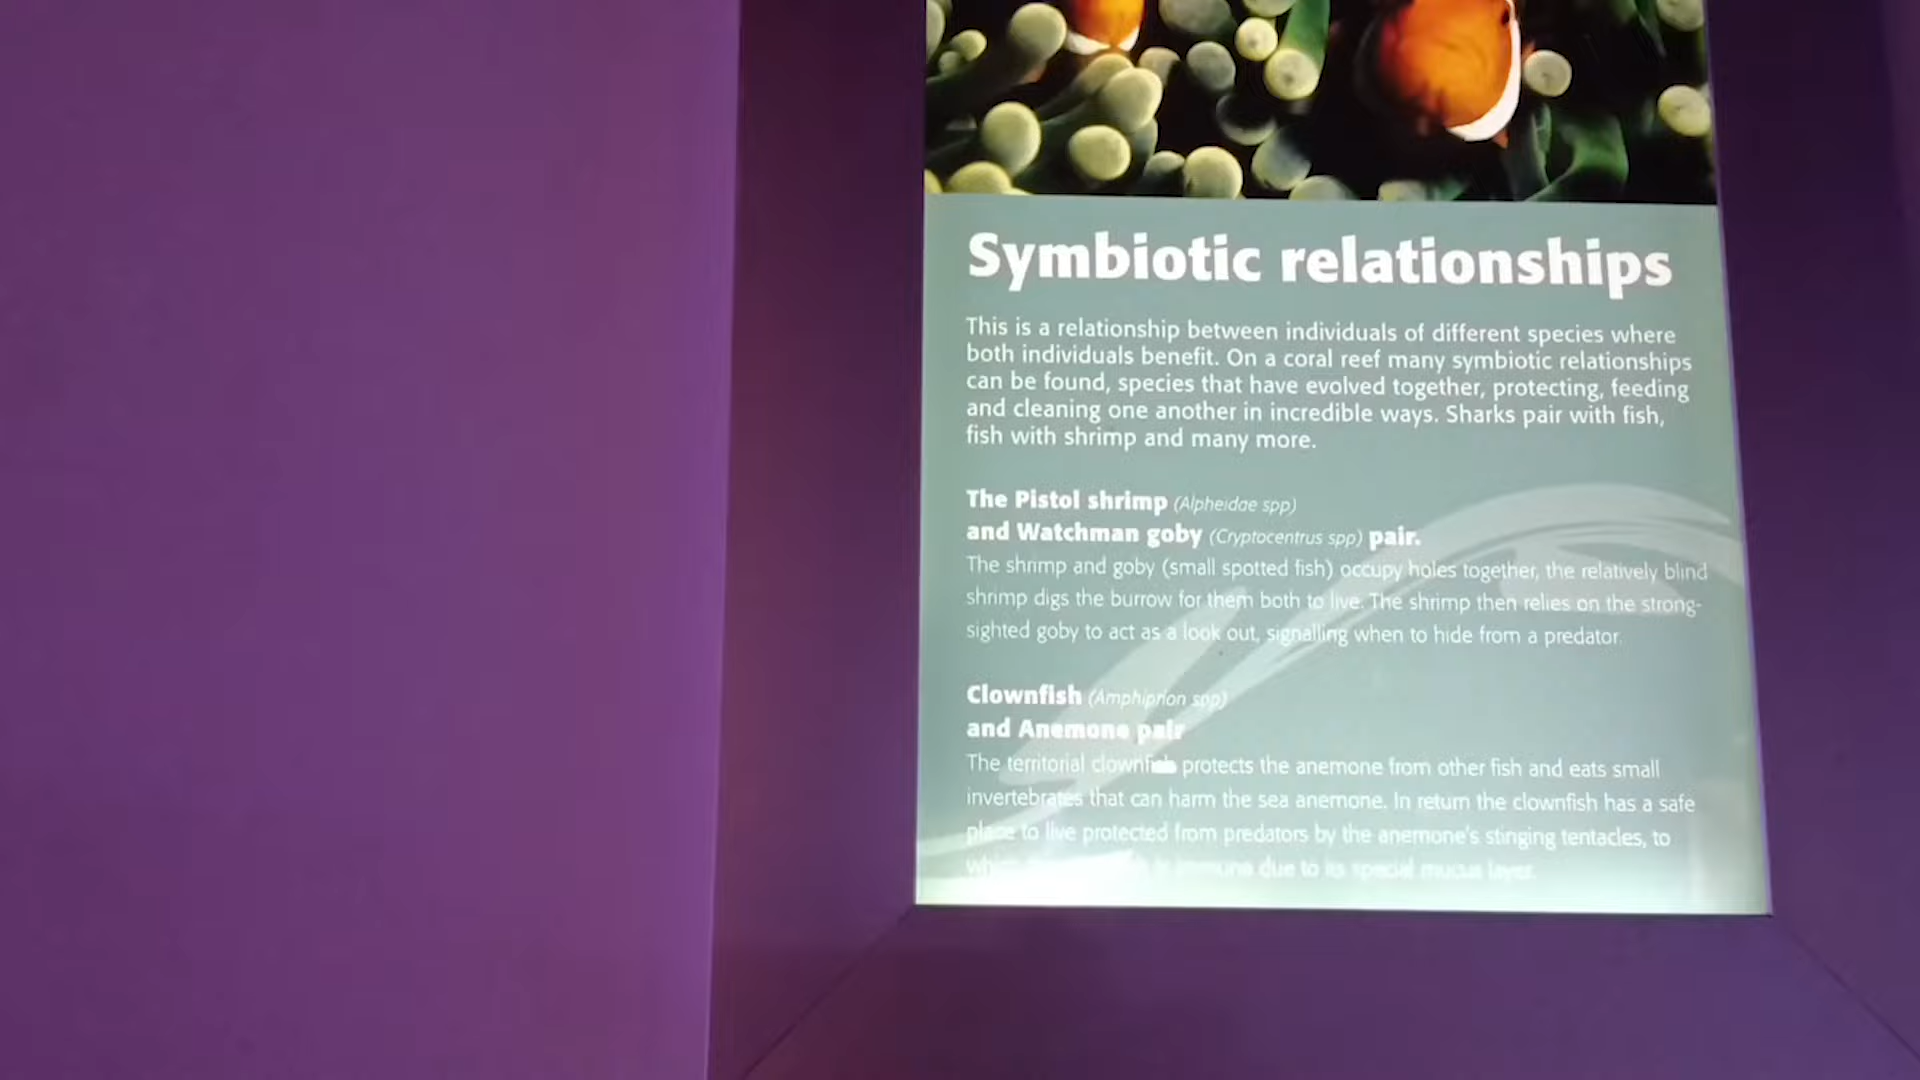 Symbiotic relationships
This is a relationship between individuals of different species where
both individuals benefit. On a coral reef many symbiotic relationships
can be found, species that have evolved together, protecting, feeding
and cleaning one another in incredible ways. Sharks pair with fish,
fish with shrimp and many more.
The Pistol shrimp (Alpheidae spp)
and Watchman goby (Cryptocentrus spp) pair.
The shrimp and goby (small spotted fish) occupy holes together, the relatively blind
shrimp digs the burrow for them both to live. The shrimp then relies on the strong-
sighted goby to act as a look out, signalling when to hide from a predator.
Clownfish (Amphiprion spp)
and Anemone pair
The territorial clownfish protects the anemone from other fish and eats small
invertebrates that can harm the sea anemone. In return the clownfish has a safe
place to live protected from predators by the anemone's stinging tentacles, to
due to its special mucus layer.